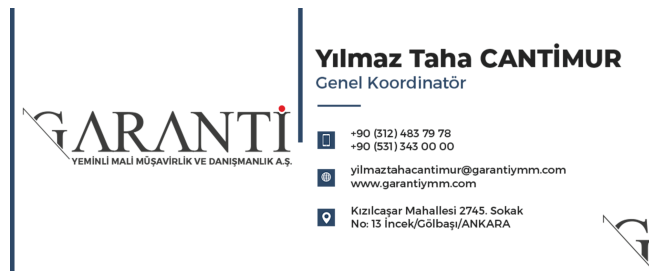 GARANTİ
YEMİNLİ MALİ MÜŞAVİRLİK VE DANIŞMANLIK A.Ş.
Yılmaz Taha CANTİMUR
Genel Koordinatör
+90 (312) 483 79 78
+90 (531) 343 00 00
yilmaztahacantimur@garantiymm.com
www.garantiymm.com
Kızılcaşar Mahallesi 2745. Sokak
No: 13 İncek/Gölbaşı/ANKARA